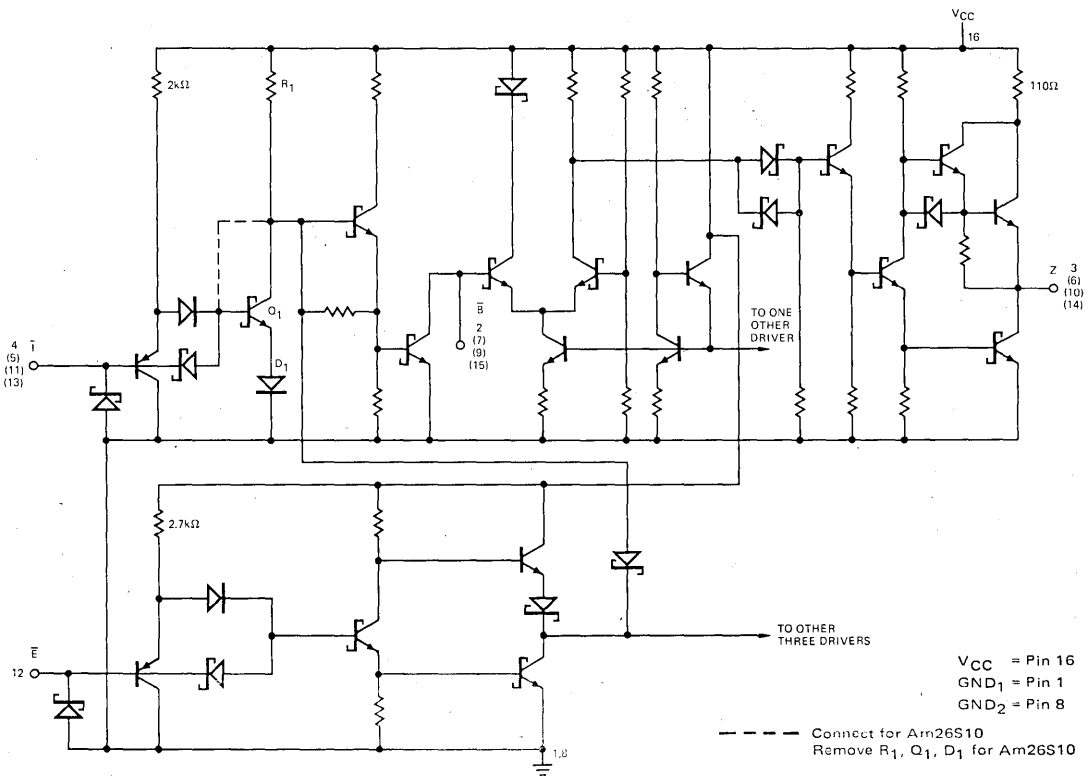 VCC
16
2kΩ
R1
110Ω
Q1
D1
B̅
2
(7)
(9)
(15)
TO ONE
OTHER
DRIVER
Z
3
(6)
(10)
(14)
4
(5)
(11)
(13)
I̅
2.7kΩ
E̅
12
TO OTHER
THREE DRIVERS
1,8
VCC = Pin 16
GND1 = Pin 1
GND2 = Pin 8
Connect for Am26S10
Remove R1, Q1, D1 for Am26S10